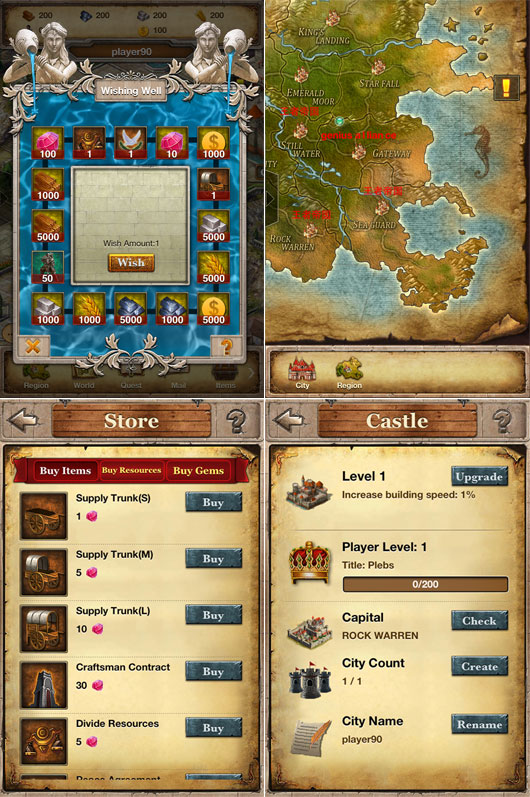 200 200 200 200
100
player90
Wishing Well
100
1
1
10
1000
1000
1
5000
5000
50
5000
Wish Amount:1
Wish
1000
1000
5000
1000
1000
Region
World
Quest
Mail
Items
KING'S
LANDING
STAR FALL
EMERALD
MOOR
STILL
WATER
GATEWAY
SEA GUARD
ROCK
WARREN
City
Region
Store
Buy Items
Buy Resources
Buy Gems
Supply Trunk(S)
1
Buy
Supply Trunk(M)
5
Buy
Supply Trunk(L)
10
Buy
Craftsman Contract
30
Buy
Divide Resources
5
Buy
Castle
Level 1
Increase building speed: 1%
Upgrade
Player Level: 1
Title: Plebs
0/200
Capital
ROCK WARREN
Check
City Count
1 / 1
Create
City Name
player90
Rename